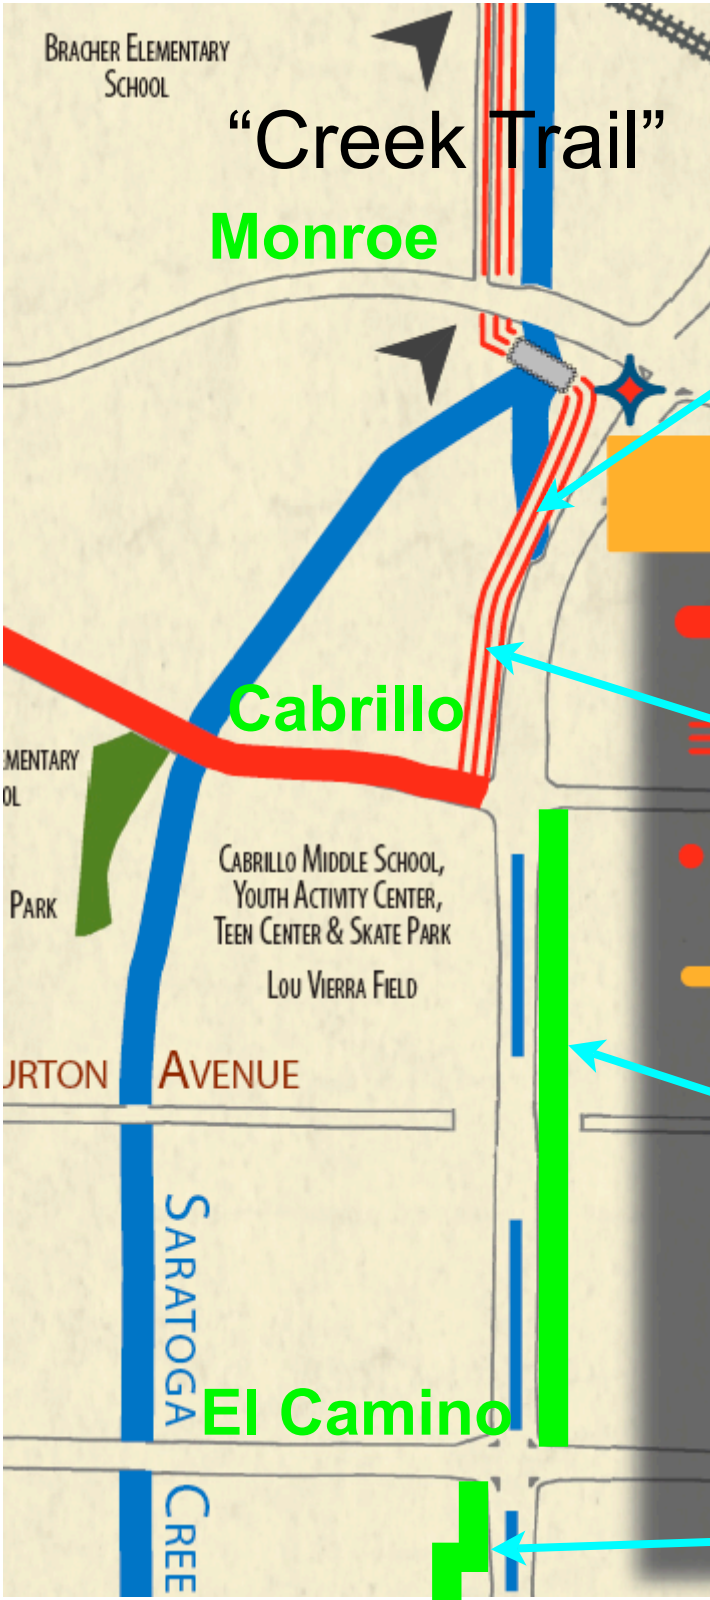 BRACHER ELEMENTARY
SCHOOL
“Creek Trail”
Monroe
Cabrillo
EMENTARY
OL
PARK
CABRILLO MIDDLE SCHOOL,
YOUTH ACTIVITY CENTER,
TEEN CENTER & SKATE PARK
LOU VIERRA FIELD
URTON AVENUE
SARATOGA CREE
El Camino